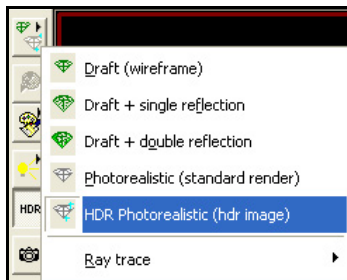 Draft (wireframe)
Draft + single reflection
Draft + double reflection
Photorealistic (standard render)
HDR
HDR Photorealistic (hdr image)
Ray trace